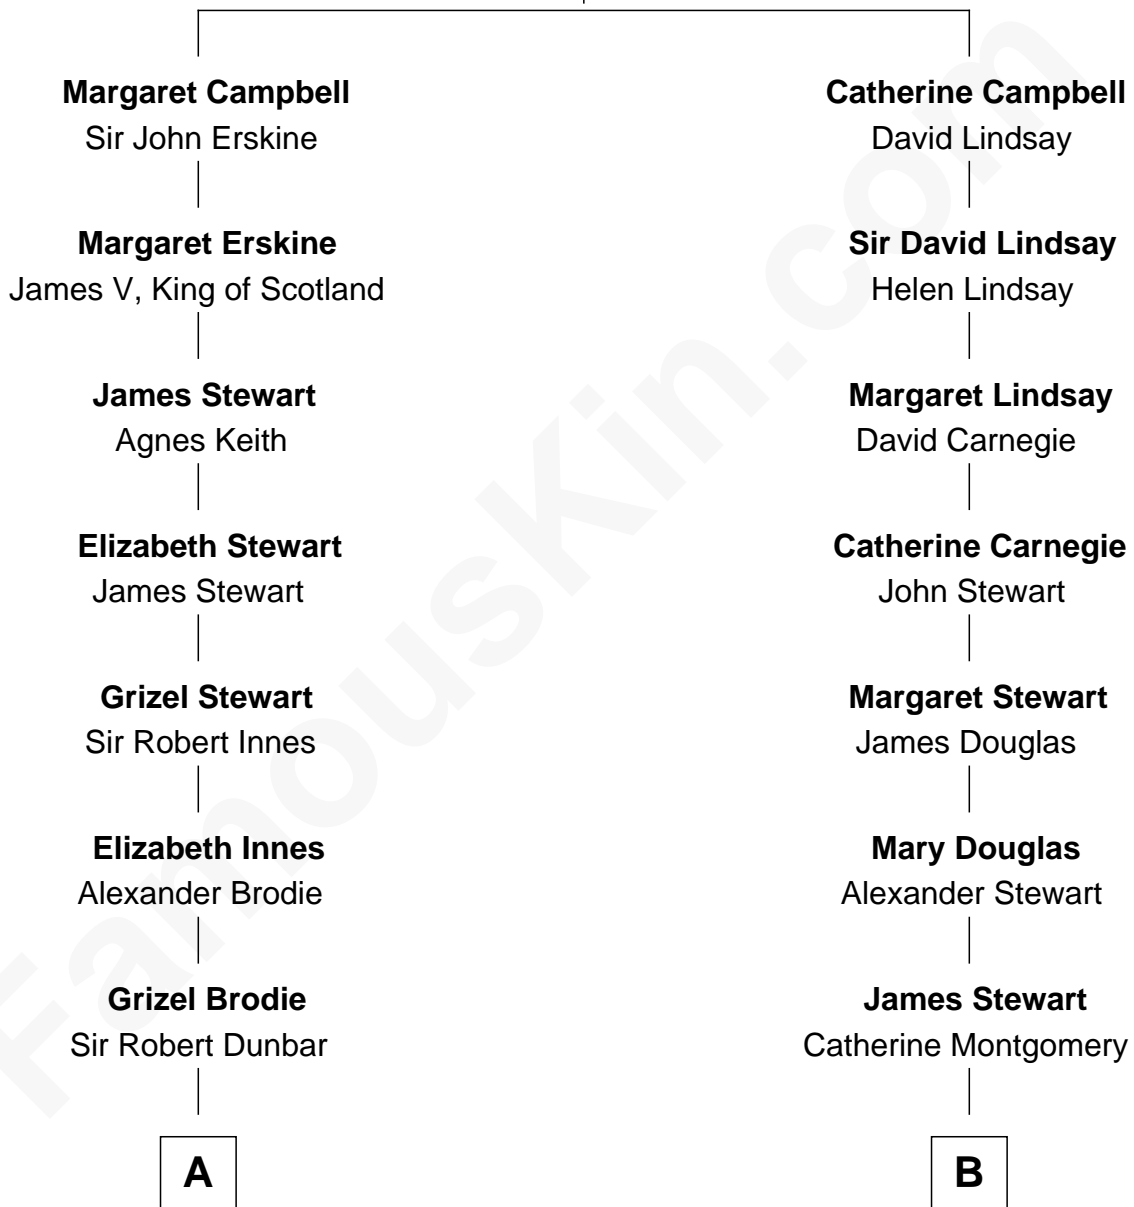 Margaret Campbell
Sir John Erskine
Catherine Campbell
David Lindsay
Margaret Erskine
James V, King of Scotland
Sir David Lindsay
Helen Lindsay
James Stewart
Agnes Keith
Margaret Lindsay
David Carnegie
Elizabeth Stewart
James Stewart
Catherine Carnegie
John Stewart
Grizel Stewart
Sir Robert Innes
Margaret Stewart
James Douglas
Elizabeth Innes
Alexander Brodie
Mary Douglas
Alexander Stewart
Grizel Brodie
Sir Robert Dunbar
James Stewart
Catherine Montgomery
A
B
FamousKin.com